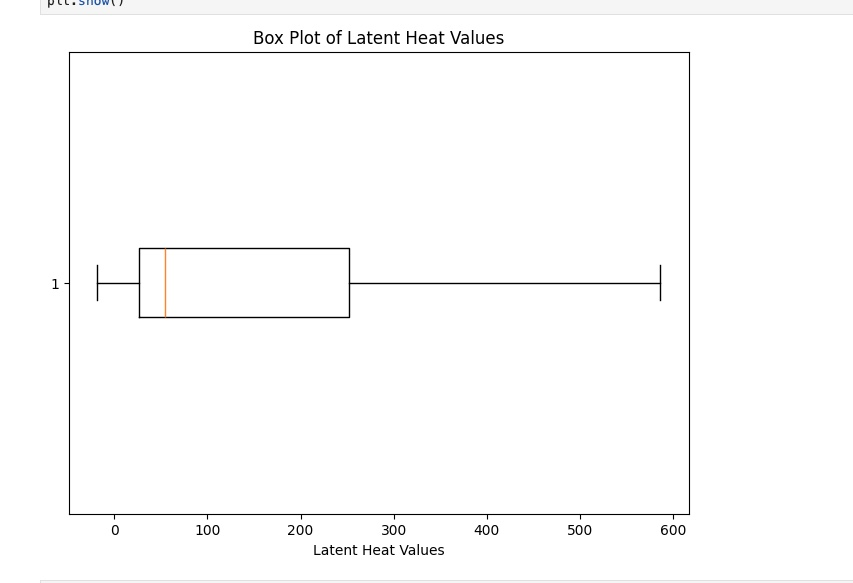 plt.show()
Box Plot of Latent Heat Values
1
0 100 200 300 400 500 600
Latent Heat Values